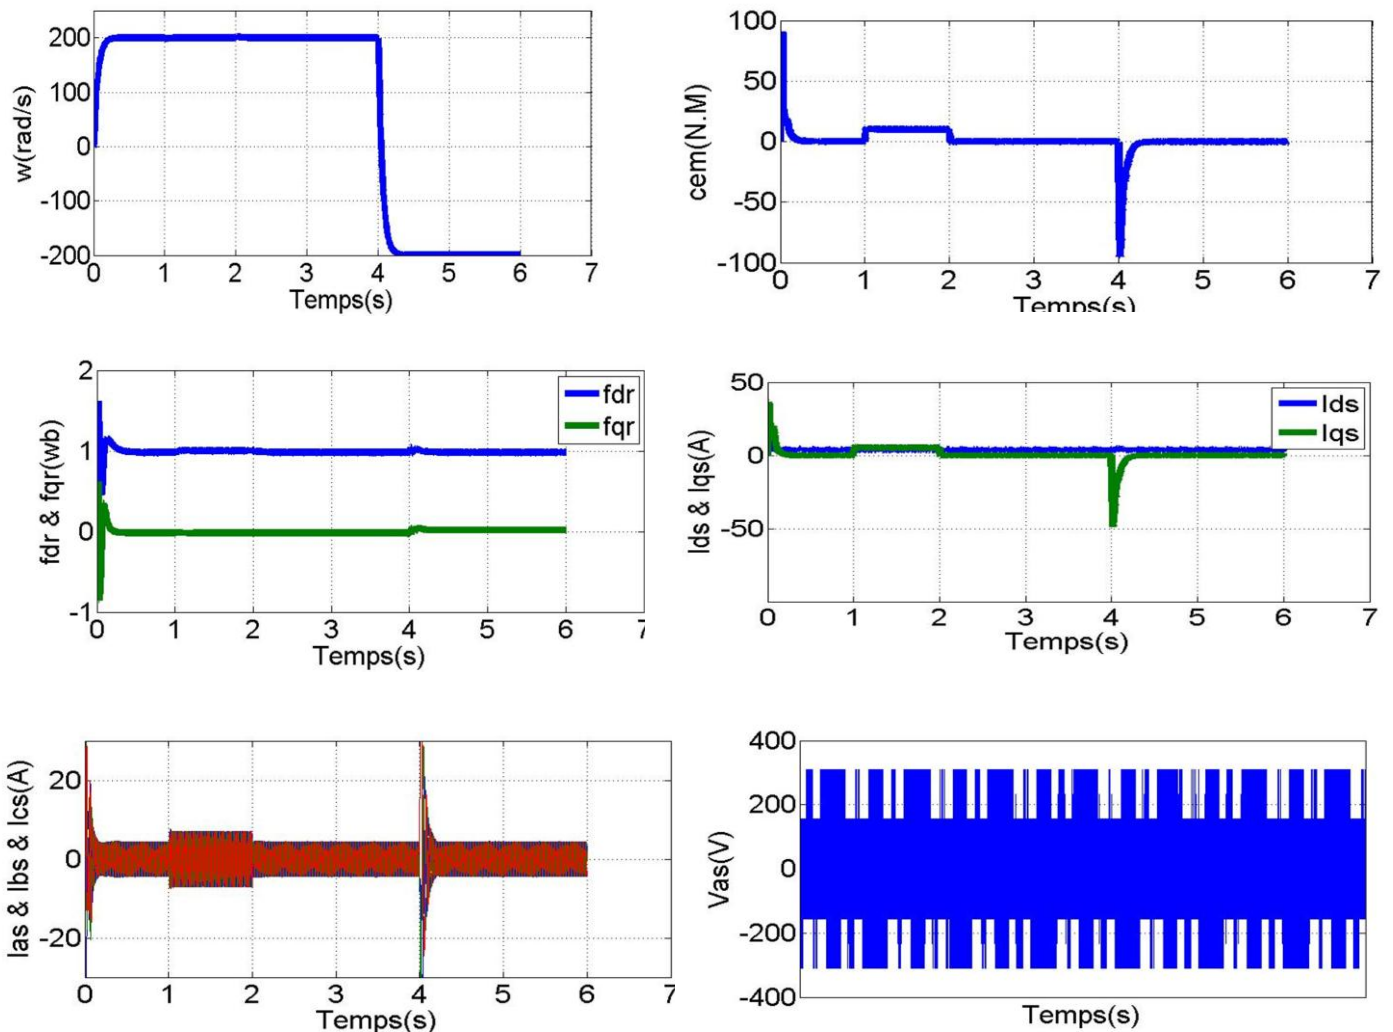 200
100
0
-100
-200
w(rad/s)
0 1 2 3 4 5 6 7
Temps(s)
100
50
0
-50
-100
cem(N.M)
0 1 2 3 4 5 6 7
Temps(s)
2
1
0
-1
fdr & fqr(wb)
fdr
fqr
0 1 2 3 4 5 6 7
Temps(s)
50
0
-50
Ids & Iqs(A)
Ids
Iqs
0 1 2 3 4 5 6 7
Temps(s)
20
0
-20
Ias & Ibs & Ics(A)
0 1 2 3 4 5 6 7
Temps(s)
400
200
0
-200
-400
Vas(V)
Temps(s)